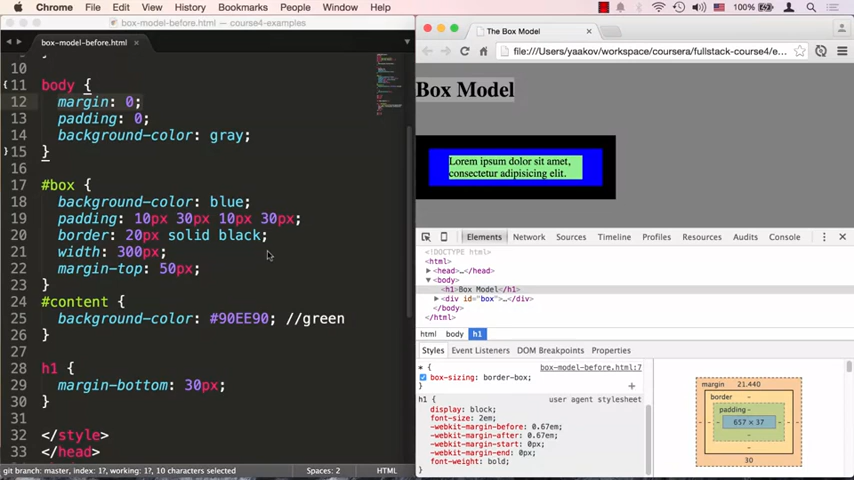 Chrome File Edit View History Bookmarks People Window Help 100%
box-model-before.html — course4-examples
box-model-before.html ×
10
11 body {
12 margin: 0;
13 padding: 0;
14 background-color: gray;
15 }
16
17 #box {
18 background-color: blue;
19 padding: 10px 30px 10px 30px;
20 border: 20px solid black;
21 width: 300px;
22 margin-top: 50px;
23 }
24 #content {
25 background-color: #90EE90; //green
26 }
27
28 h1 {
29 margin-bottom: 30px;
30 }
31
32 </style>
33 </head>
git branch: master, index: 1?, working: 1?, 10 characters selected Spaces: 2 HTML
The Box Model ×
file:///Users/yaakov/workspace/coursera/fullstack-course4/e...
Box Model
Lorem ipsum dolor sit amet,
consectetur adipisicing elit.
Elements Network Sources Timeline Profiles Resources Audits Console
<!DOCTYPE html>
<html>
<head>...</head>
<body>
<h1>Box Model</h1>
<div id="box">...</div>
</body>
</html>
html body h1
Styles Event Listeners DOM Breakpoints Properties
* { box-model-before.html:7
box-sizing: border-box;
}
h1 { user agent stylesheet
display: block;
font-size: 2em;
-webkit-margin-before: 0.67em;
-webkit-margin-after: 0.67em;
-webkit-margin-start: 0px;
-webkit-margin-end: 0px;
font-weight: bold;
}
margin 21.440
border -
padding -
657 × 37
30